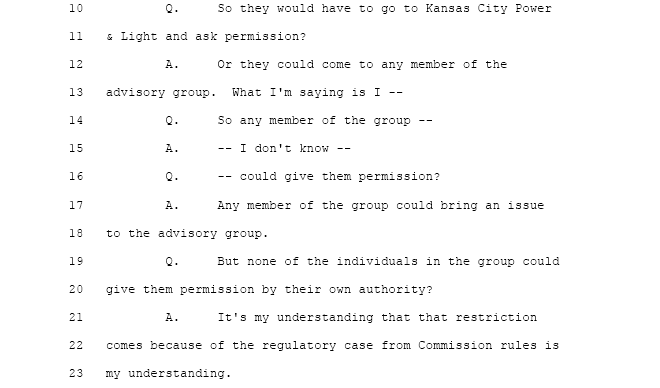 10 Q. So they would have to go to Kansas City Power
11 & Light and ask permission?
12 A. Or they could come to any member of the
13 advisory group. What I'm saying is I --
14 Q. So any member of the group --
15 A. -- I don't know --
16 Q. -- could give them permission?
17 A. Any member of the group could bring an issue
18 to the advisory group.
19 Q. But none of the individuals in the group could
20 give them permission by their own authority?
21 A. It's my understanding that that restriction
22 comes because of the regulatory case from Commission rules is
23 my understanding.